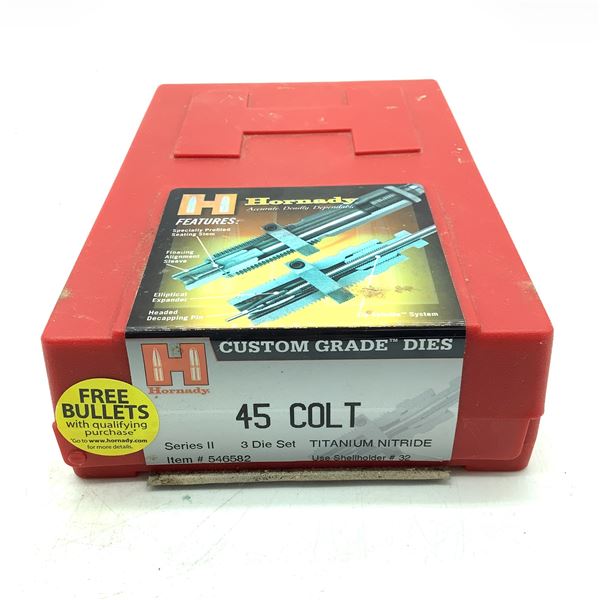 H Hornady
Accurate. Deadly. Dependable.
FEATURES:
Specially Profiled
Seating Stem
Floating
Alignment
Sleeve
Elliptical
Expander
Headed
Decapping Pin
™ System
H
Hornady
CUSTOM GRADE™ DIES
45 COLT
Series II 3 Die Set TITANIUM NITRIDE
Item # 546582 Use Shellholder # 32
FREE
BULLETS
with qualifying
purchase*
*Go to www.hornady.com
for more details.